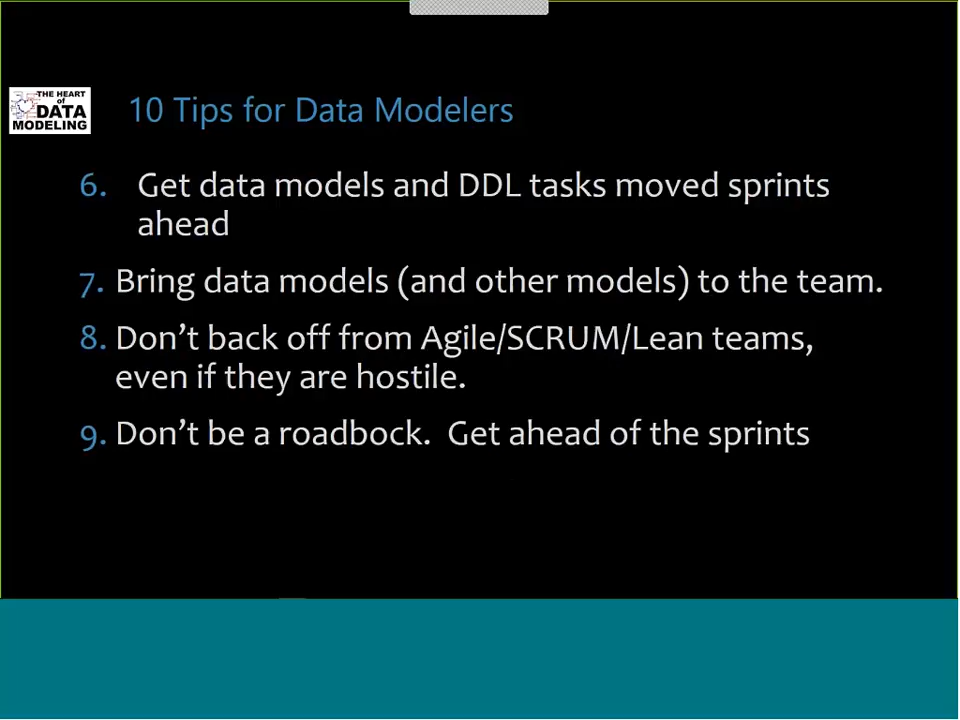 THE HEART
of
DATA
MODELING
10 Tips for Data Modelers
6. Get data models and DDL tasks moved sprints
ahead
7. Bring data models (and other models) to the team.
8. Don’t back off from Agile/SCRUM/Lean teams,
even if they are hostile.
9. Don’t be a roadbock. Get ahead of the sprints